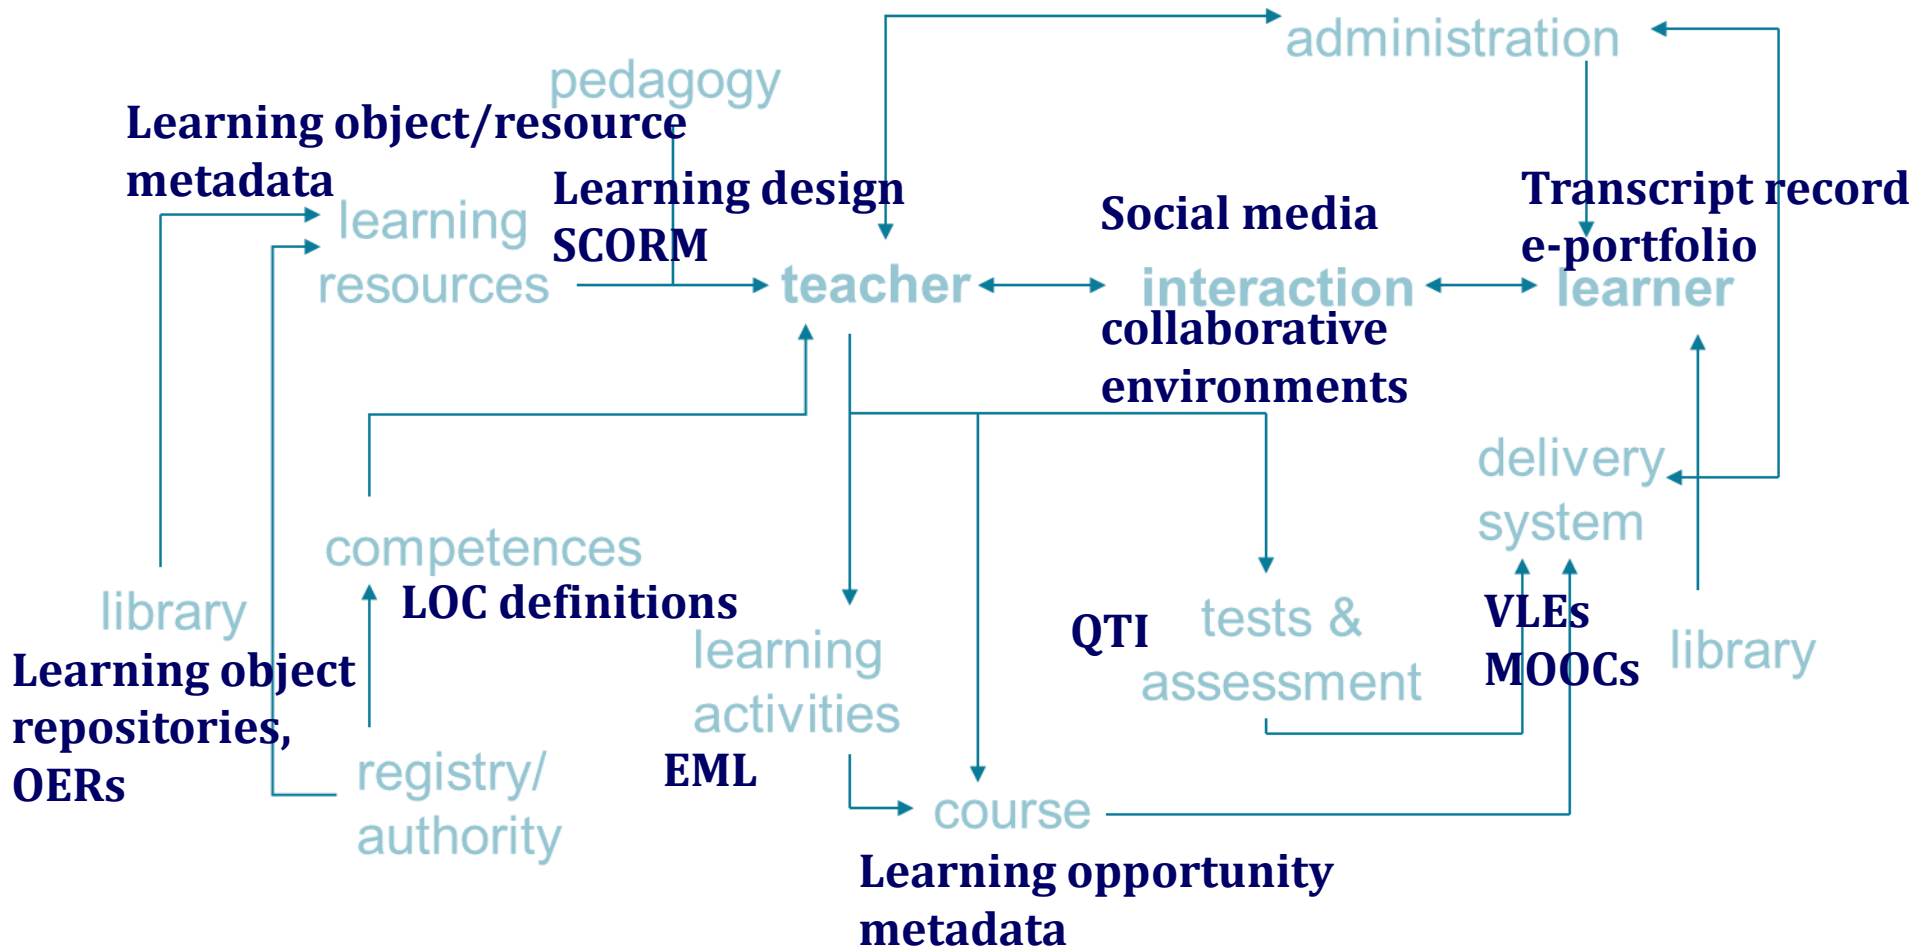 administration
pedagogy
Learning object/resource
metadata
learning
resources
Learning design
SCORM
teacher
Social media
interaction
collaborative
environments
Transcript record
e-portfolio
learner
delivery
system
competences
LOC definitions
library
Learning object
repositories,
OERs
registry/
authority
learning
activities
EML
QTI
tests &
assessment
VLEs
MOOCs
library
course
Learning opportunity
metadata